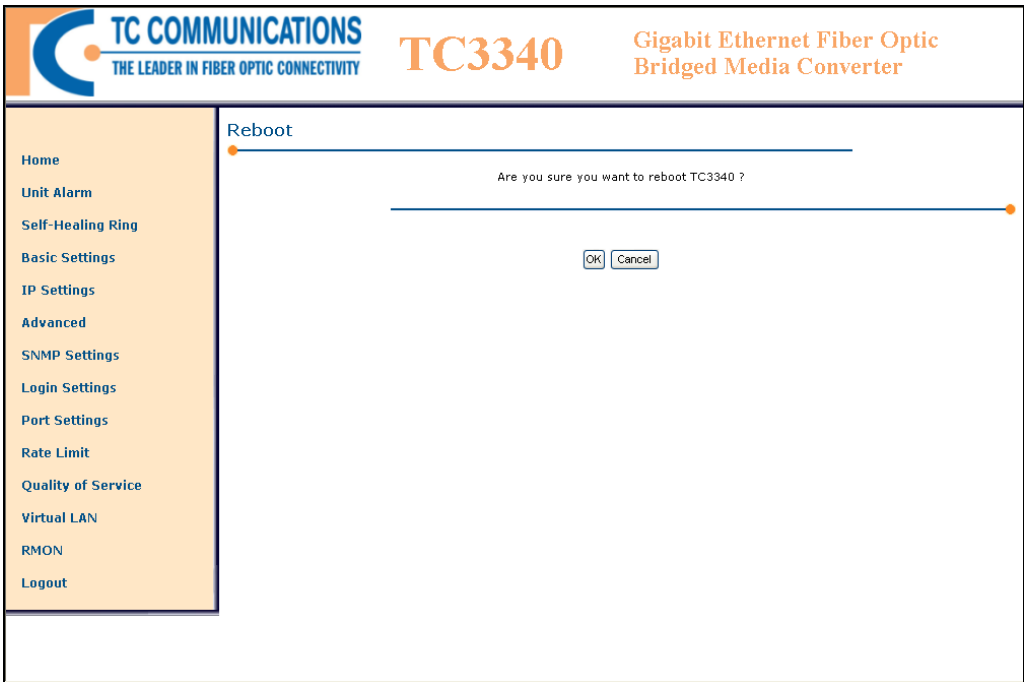 TC COMMUNICATIONS
THE LEADER IN FIBER OPTIC CONNECTIVITY
TC3340
Gigabit Ethernet Fiber Optic
Bridged Media Converter
Home
Unit Alarm
Self-Healing Ring
Basic Settings
IP Settings
Advanced
SNMP Settings
Login Settings
Port Settings
Rate Limit
Quality of Service
Virtual LAN
RMON
Logout
Reboot
Are you sure you want to reboot TC3340 ?
OK Cancel